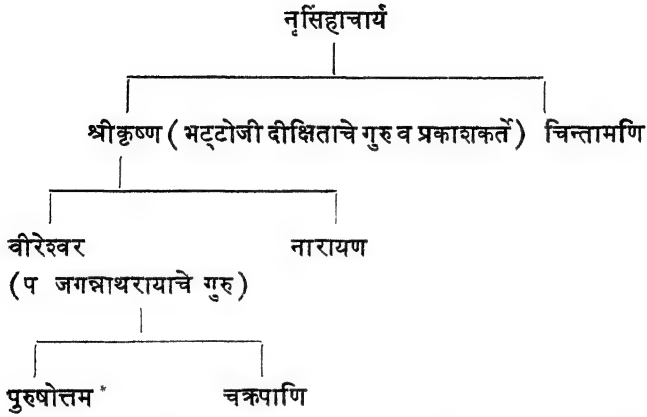 नृसिंहाचार्य
श्रीकृष्ण (भट्टोजी दीक्षिताचे गुरु व प्रकाशकर्ते) चिन्तामणि
वीरेश्वर नारायण
(प जगन्नाथरायाचे गुरु)
पुरुषोत्तम* चक्रपाणि